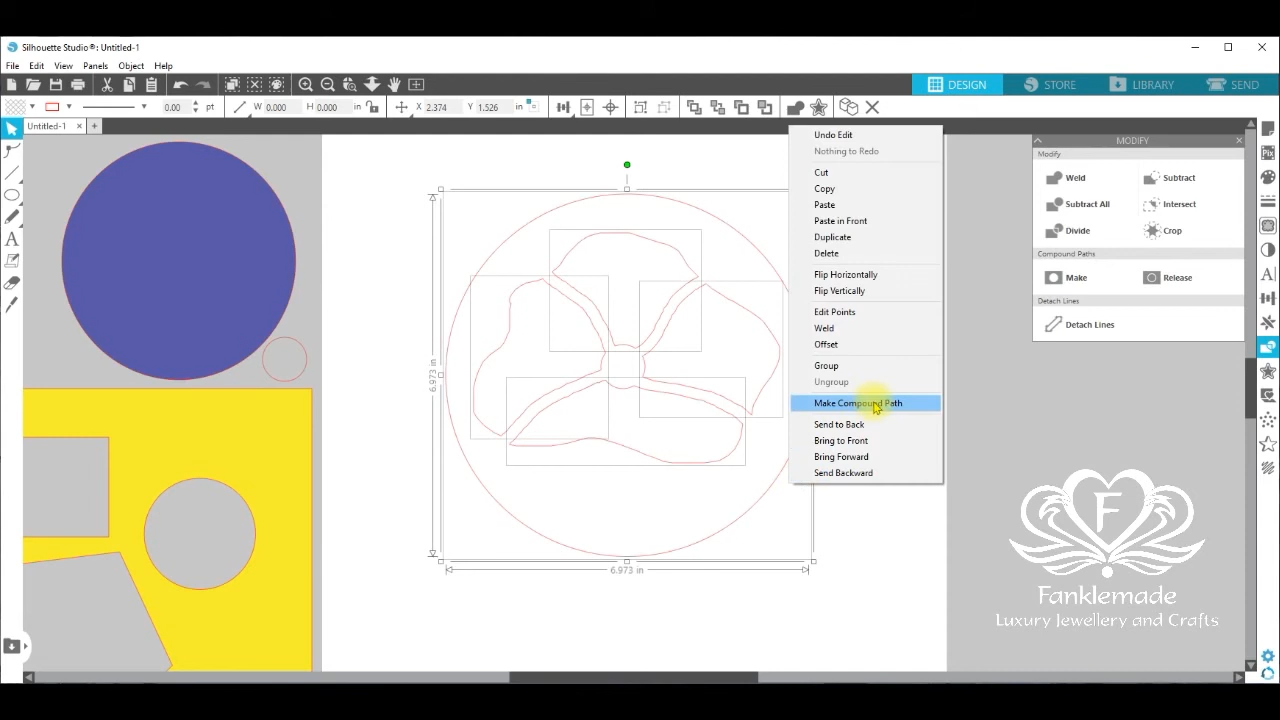 Silhouette Studio®: Untitled-1
File Edit View Panels Object Help
DESIGN STORE LIBRARY SEND
0.00 pt W 0.000 H 0.000 in X 2.374 Y 1.526 in
Untitled-1 × +
Undo Edit
Nothing to Redo
Cut
Copy
Paste
Paste in Front
Duplicate
Delete
Flip Horizontally
Flip Vertically
Edit Points
Weld
Offset
Group
Ungroup
Make Compound Path
Send to Back
Bring to Front
Bring Forward
Send Backward
MODIFY
Modify
Weld Subtract
Subtract All Intersect
Divide Crop
Compound Paths
Make Release
Detach Lines
Detach Lines
6.973 in
6.973 in
F
Fanklemade
Luxury Jewellery and Crafts